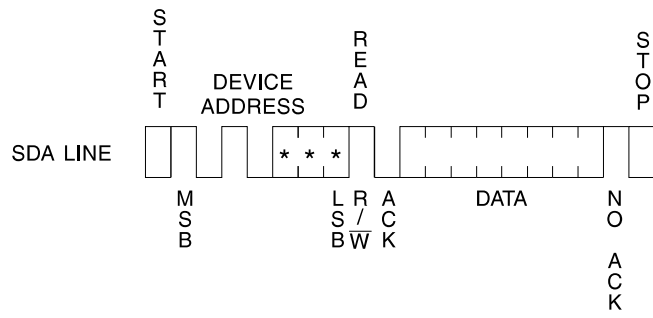 START
READ
STOP
DEVICE
ADDRESS
SDA LINE
* * *
MSB
LSB
R/W
ACK
DATA
NO ACK